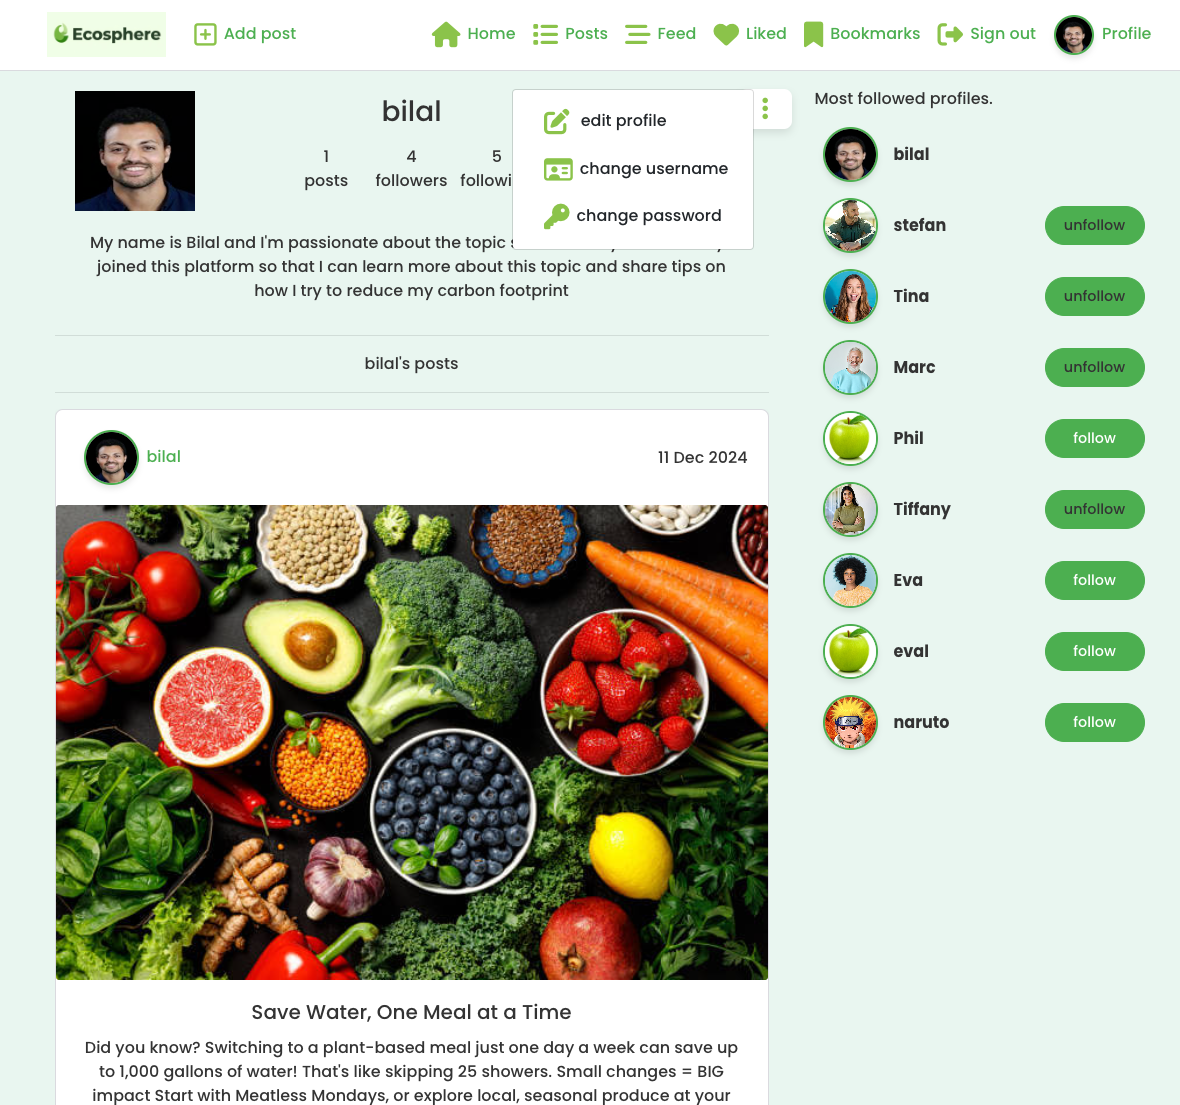 Ecosphere
Add post
Home
Posts
Feed
Liked
Bookmarks
Sign out
Profile
bilal
1
posts
4
followers
5
followi
edit profile
change username
change password
My name is Bilal and I'm passionate about the topic
joined this platform so that I can learn more about this topic and share tips on
how I try to reduce my carbon footprint
bilal's posts
bilal
11 Dec 2024
Save Water, One Meal at a Time
Did you know? Switching to a plant-based meal just one day a week can save up
to 1,000 gallons of water! That's like skipping 25 showers. Small changes = BIG
impact Start with Meatless Mondays, or explore local, seasonal produce at your
Most followed profiles.
bilal
stefan
unfollow
Tina
unfollow
Marc
unfollow
Phil
follow
Tiffany
unfollow
Eva
follow
eval
follow
naruto
follow